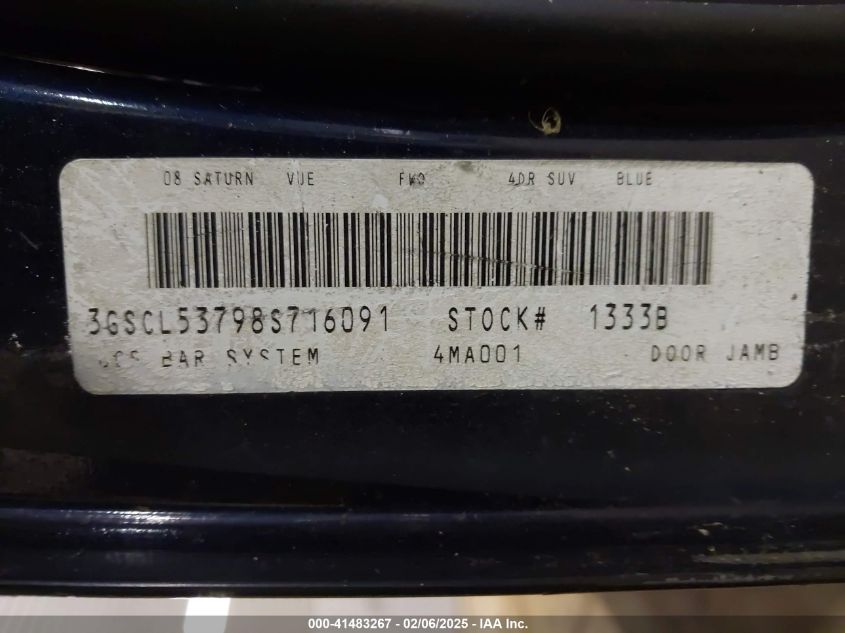 08 SATURN VUE FWD 4DR SUV BLUE
3GSCL53798S716091 STOCK# 1333B
BAR SYSTEM 4MA001 DOOR JAMB
000-41483267 - 02/06/2025 - IAA Inc.